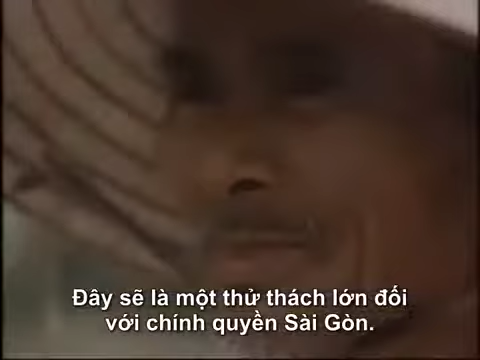 Đây sẽ là một thử thách lớn đối
với chính quyền Sài Gòn.